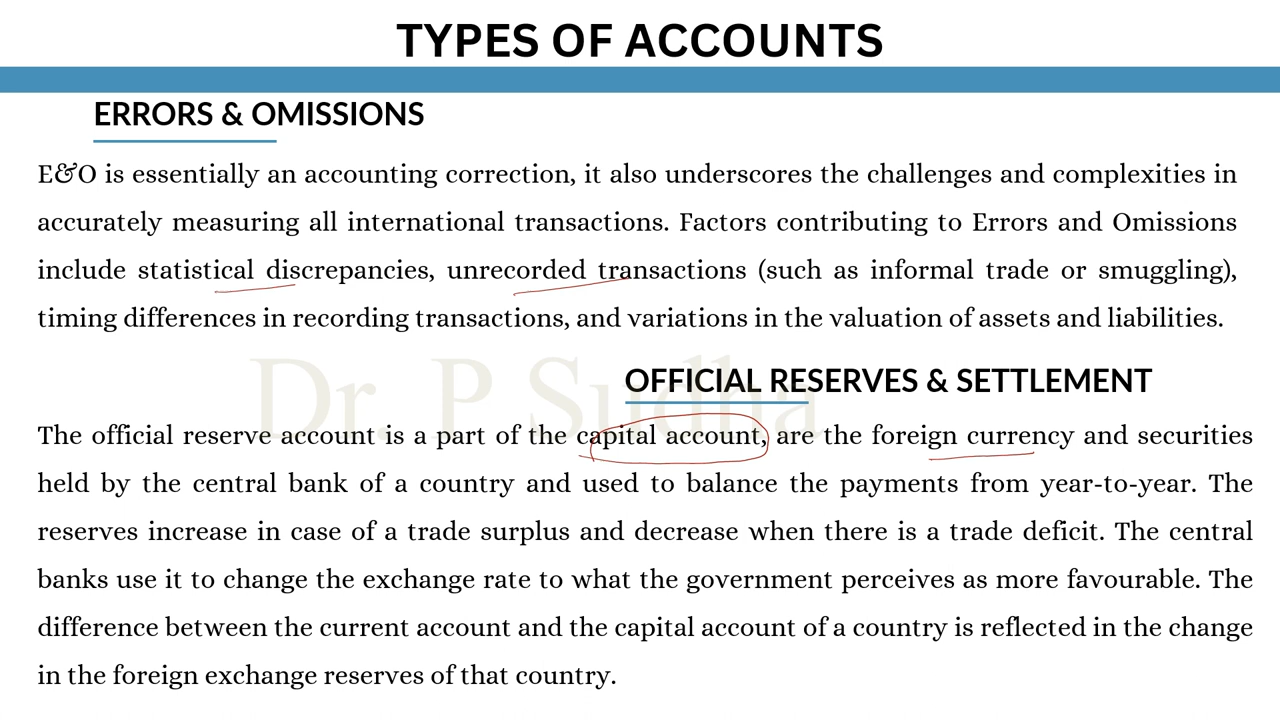 TYPES OF ACCOUNTS
ERRORS & OMISSIONS
E&O is essentially an accounting correction, it also underscores the challenges and complexities in
accurately measuring all international transactions. Factors contributing to Errors and Omissions
include statistical discrepancies, unrecorded transactions (such as informal trade or smuggling),
timing differences in recording transactions, and variations in the valuation of assets and liabilities.
Dr. P Sudha
OFFICIAL RESERVES & SETTLEMENT
The official reserve account is a part of the capital account, are the foreign currency and securities
held by the central bank of a country and used to balance the payments from year-to-year. The
reserves increase in case of a trade surplus and decrease when there is a trade deficit. The central
banks use it to change the exchange rate to what the government perceives as more favourable. The
difference between the current account and the capital account of a country is reflected in the change
in the foreign exchange reserves of that country.